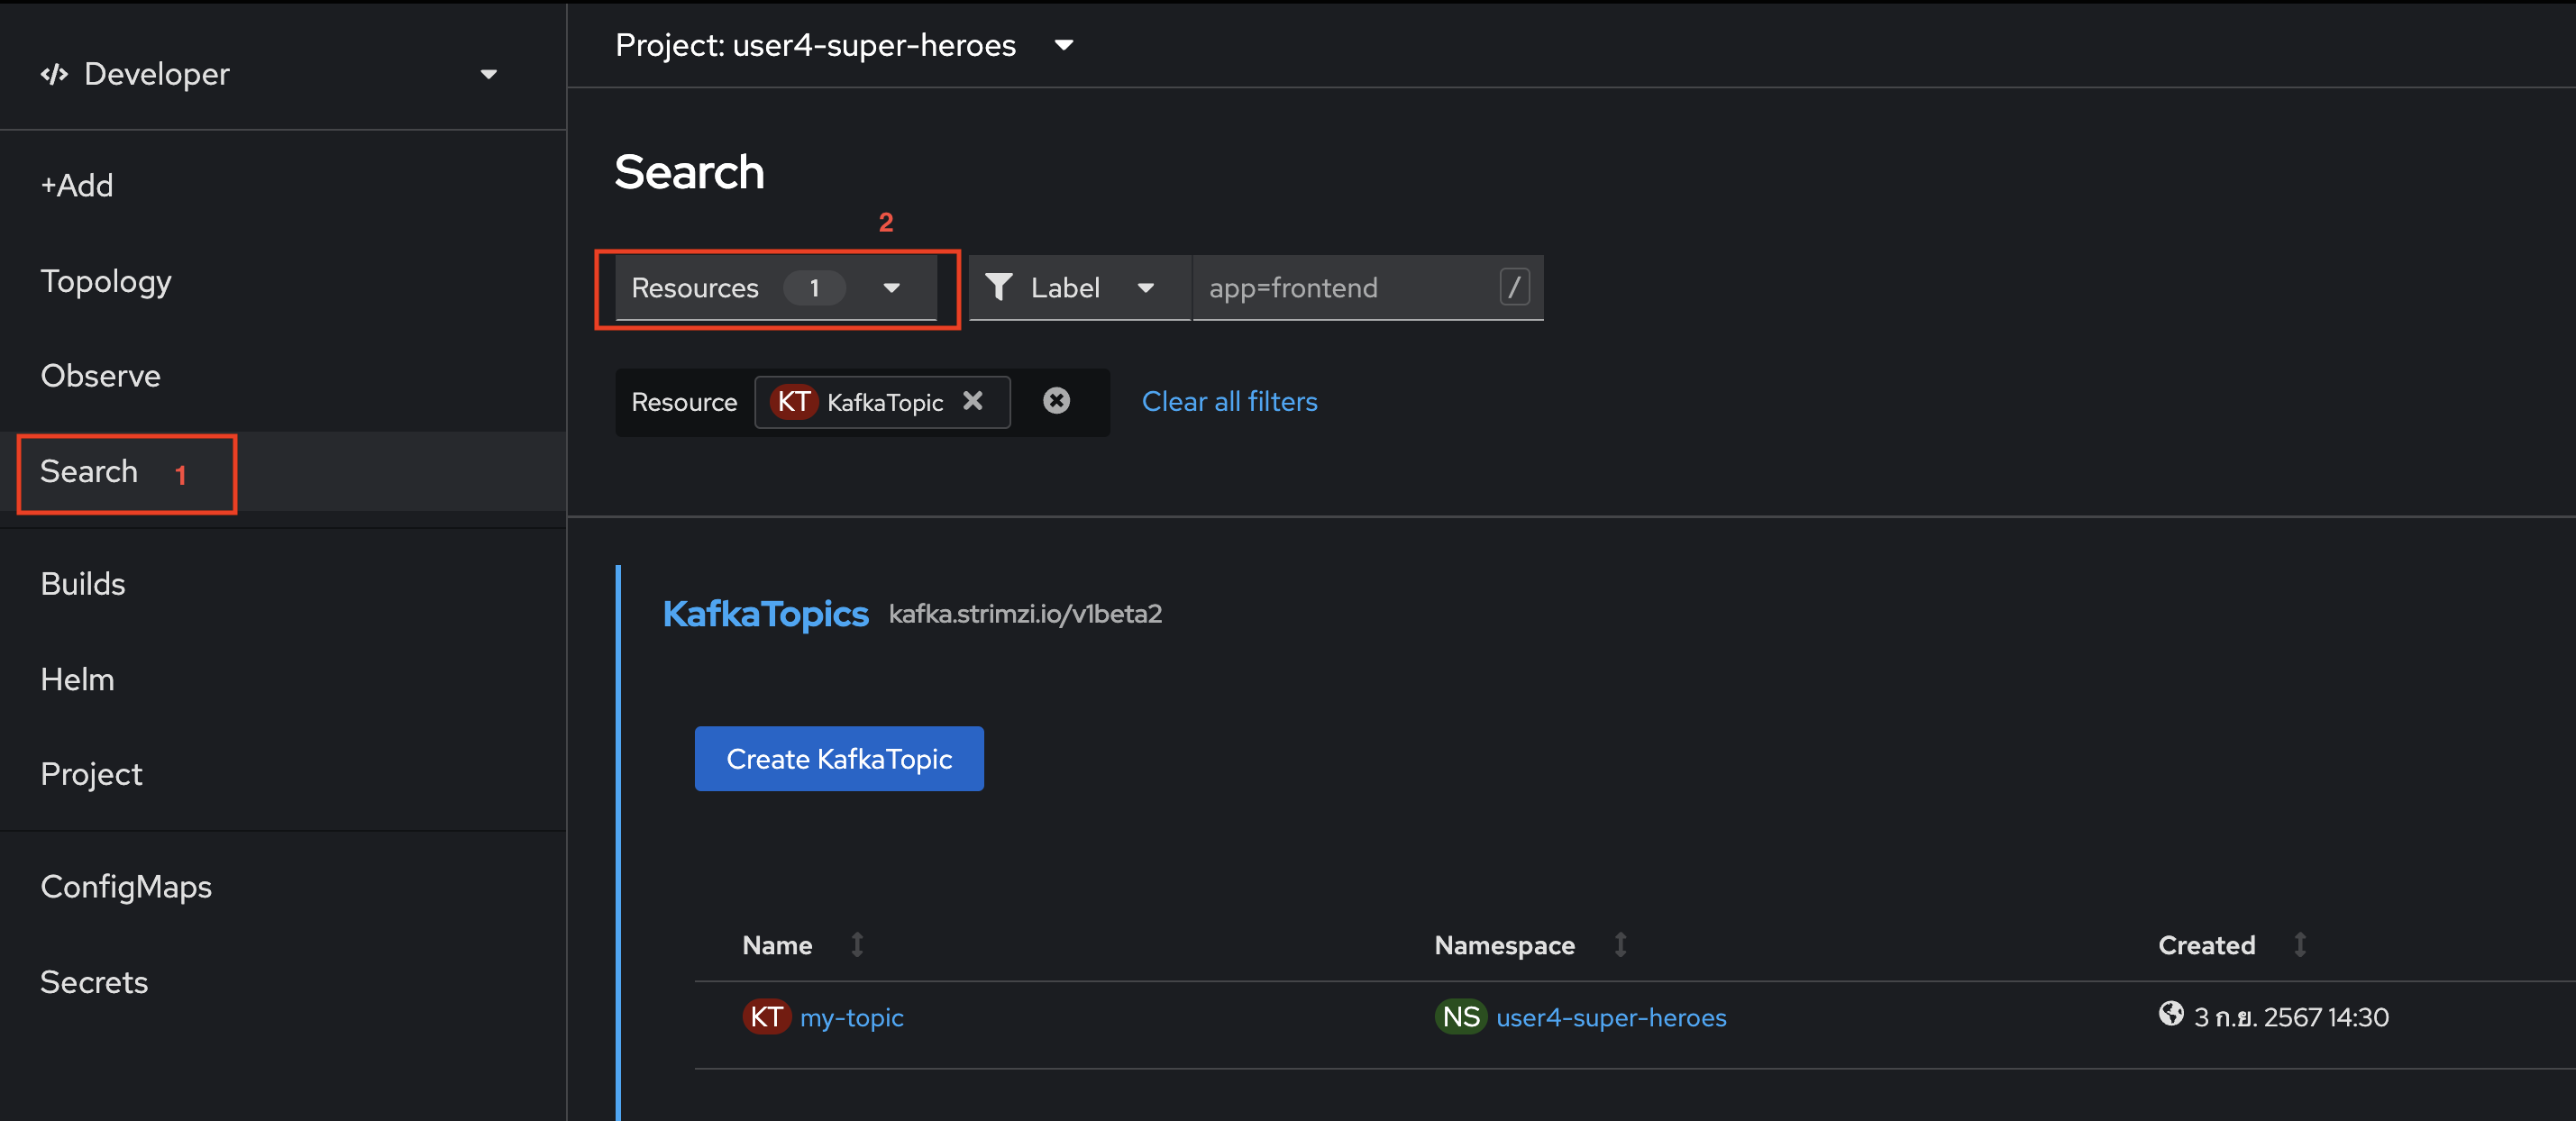 Developer
+Add
Topology
Observe
Search 1
Builds
Helm
Project
ConfigMaps
Secrets
Project: user4-super-heroes
Search
2
Resources 1 Label app=frontend /
Resource KT KafkaTopic Clear all filters
KafkaTopics kafka.strimzi.io/v1beta2
Create KafkaTopic
Name Namespace Created
KT my-topic NS user4-super-heroes 3 ก.ย. 2567 14:30